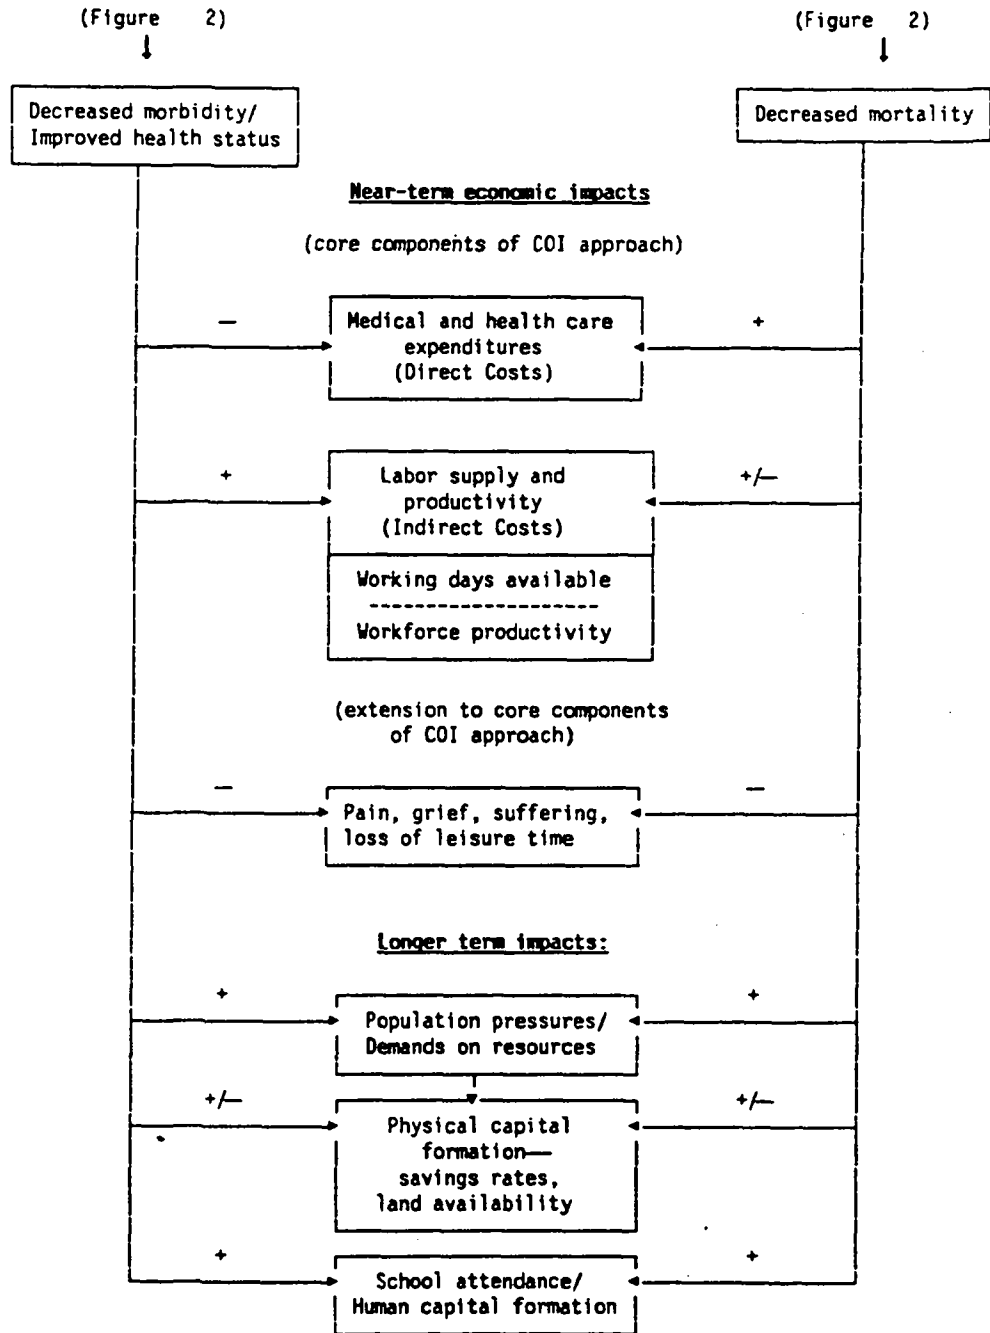 (Figure 2)
(Figure 2)
Decreased morbidity/
Improved health status
Decreased mortality
Near-term economic impacts
(core components of COI approach)
—
Medical and health care
expenditures
(Direct Costs)
+
+
Labor supply and
productivity
(Indirect Costs)
+/—
Working days available
--------------------
Workforce productivity
(extension to core components
of COI approach)
—
Pain, grief, suffering,
loss of leisure time
—
Longer term impacts:
+
Population pressures/
Demands on resources
+
+/—
Physical capital
formation—
savings rates,
land availability
+/—
+
School attendance/
Human capital formation
+